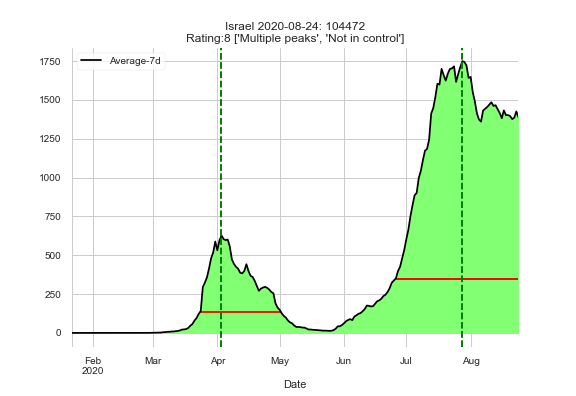 Israel 2020-08-24: 104472
Rating:8 ['Multiple peaks', 'Not in control']
Average-7d
1750
1500
1250
1000
750
500
250
0
Feb Mar Apr May Jun Jul Aug
2020
Date